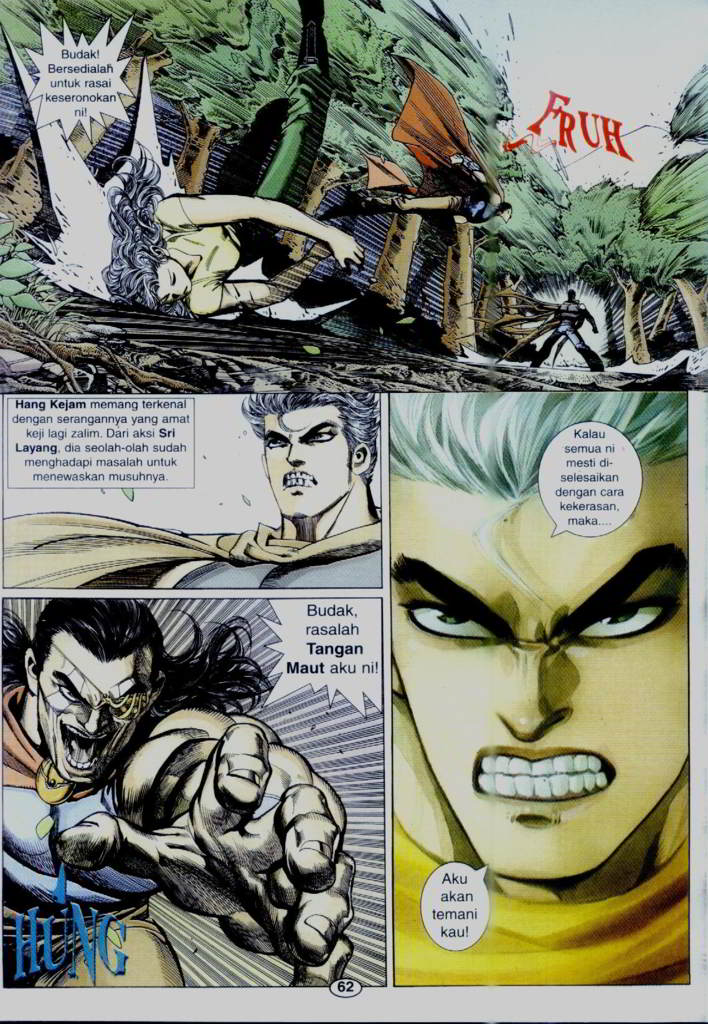 Budak!
Bersedialah
untuk rasai
keseronokan
ni!
FRUH
Hang Kejam memang terkenal
dengan serangannya yang amat
keji lagi zalim. Dari aksi Sri
Layang, dia seolah-olah sudah
menghadapi masalah untuk
menewaskan musuhnya.
Kalau
semua ni
mesti di-
selesaikan
dengan cara
kekerasan,
maka....
Budak,
rasalah
Tangan
Maut aku ni!
HUNG
Aku
akan
temani
kau!
62